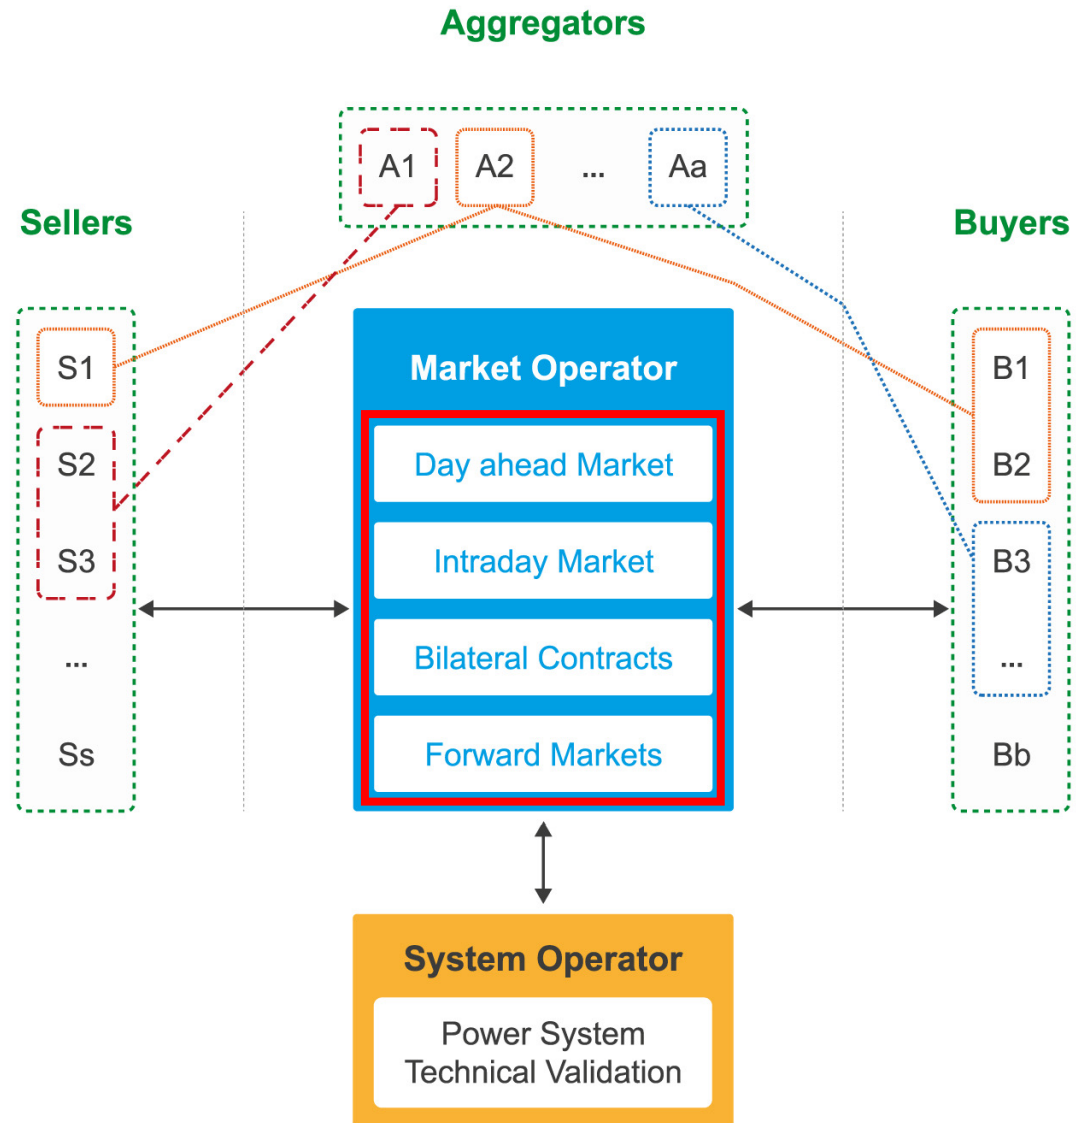 Aggregators
A1 A2 ... Aa
Sellers
Buyers
S1
S2
S3
...
Ss
Market Operator
Day ahead Market
Intraday Market
Bilateral Contracts
Forward Markets
B1
B2
B3
...
Bb
System Operator
Power System
Technical Validation